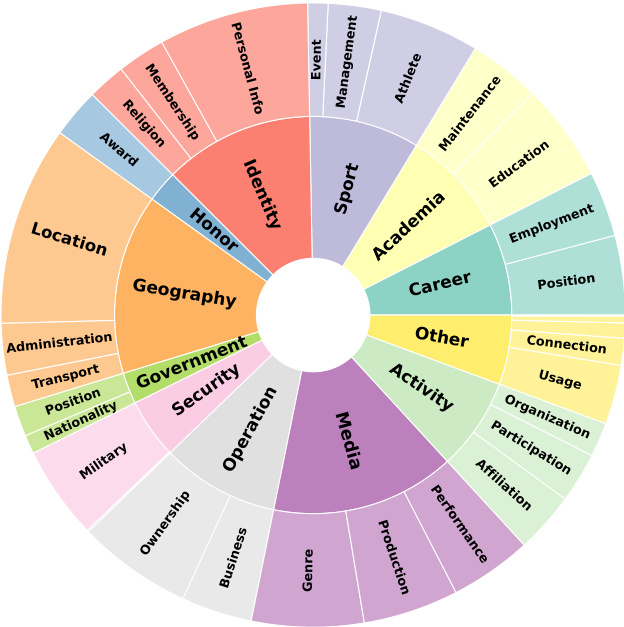 Event
Management
Athlete
Personal Info
Membership
Religion
Award
Location
Administration
Transport
Position
Nationality
Military
Ownership
Business
Genre
Production
Performance
Affiliation
Participation
Organization
Usage
Connection
Position
Employment
Education
Maintenance
Identity
Sport
Academia
Career
Other
Activity
Media
Operation
Security
Government
Geography
Honor